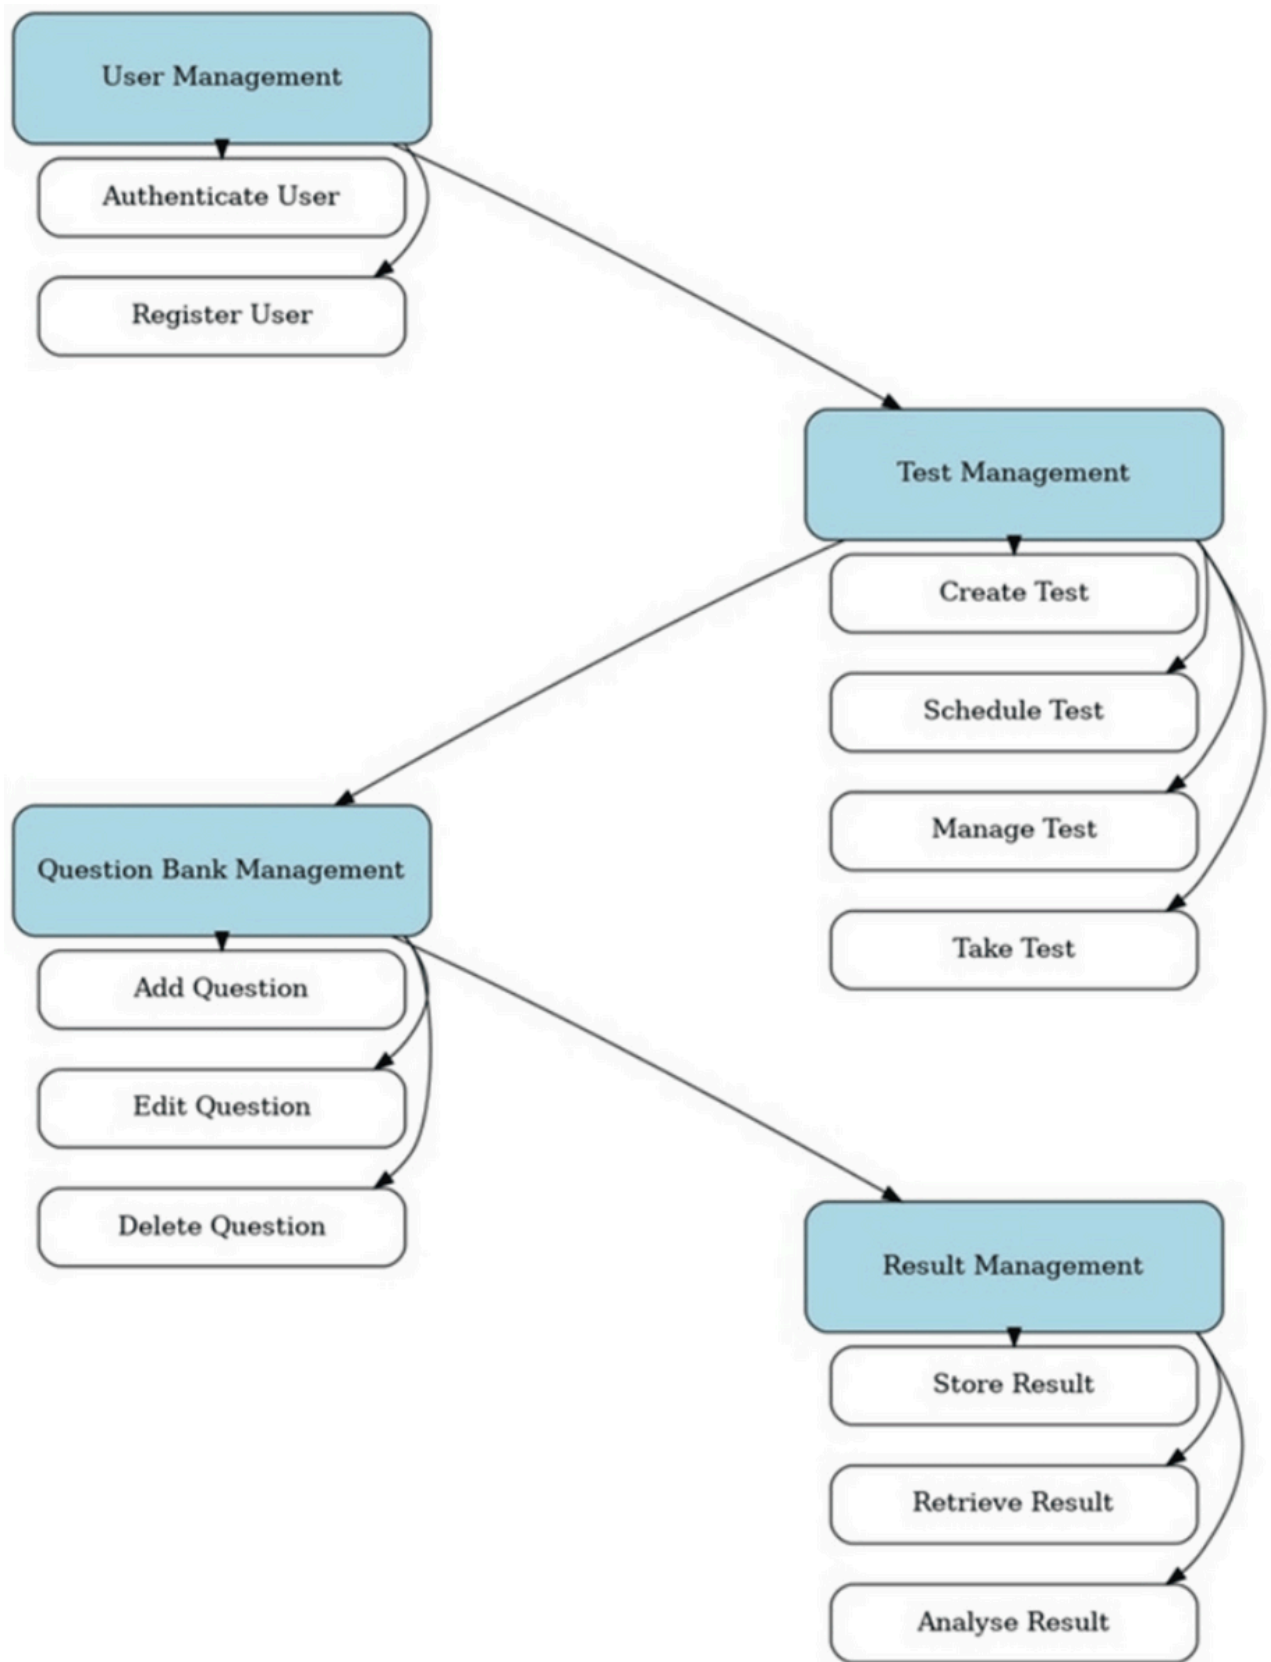 User Management
Authenticate User
Register User
Test Management
Create Test
Schedule Test
Manage Test
Take Test
Question Bank Management
Add Question
Edit Question
Delete Question
Result Management
Store Result
Retrieve Result
Analyse Result